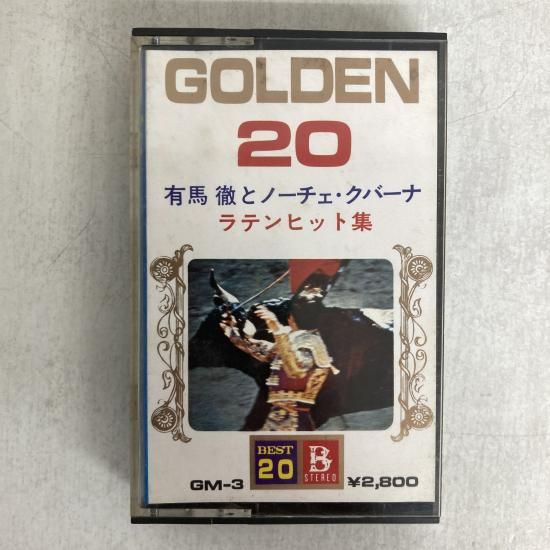 GOLDEN
20
有馬 徹とノーチェ・クバーナ
ラテンヒット集
BEST
20
B
STEREO
GM-3
¥2,800